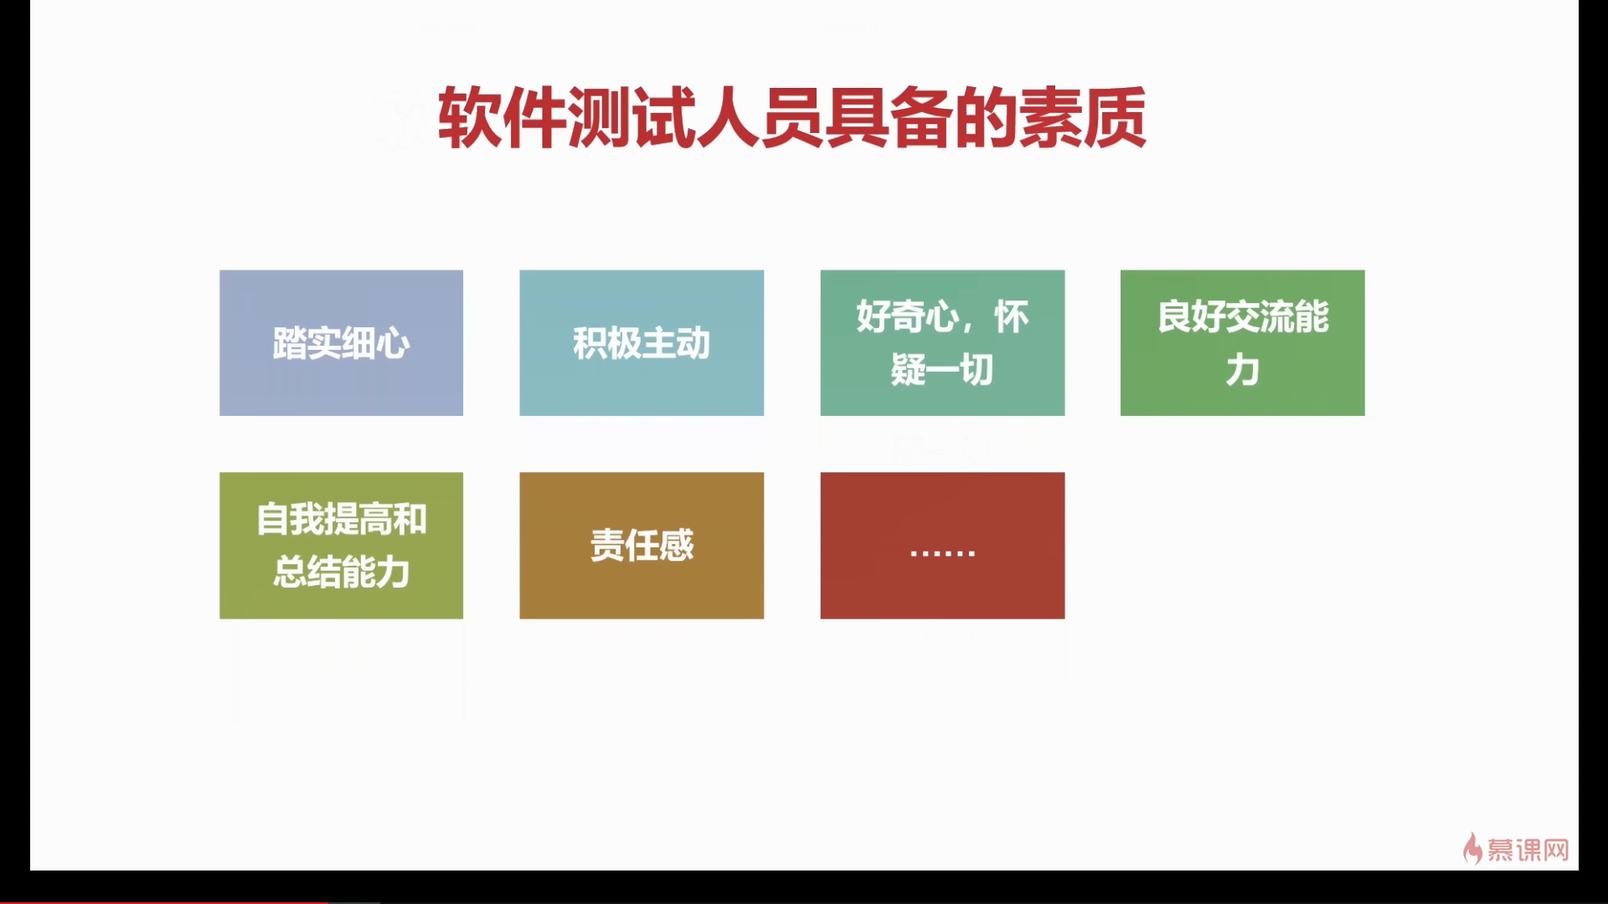 软件测试人员具备的素质
踏实细心
积极主动
好奇心，怀
疑一切
良好交流能
力
自我提高和
总结能力
责任感
……
慕课网